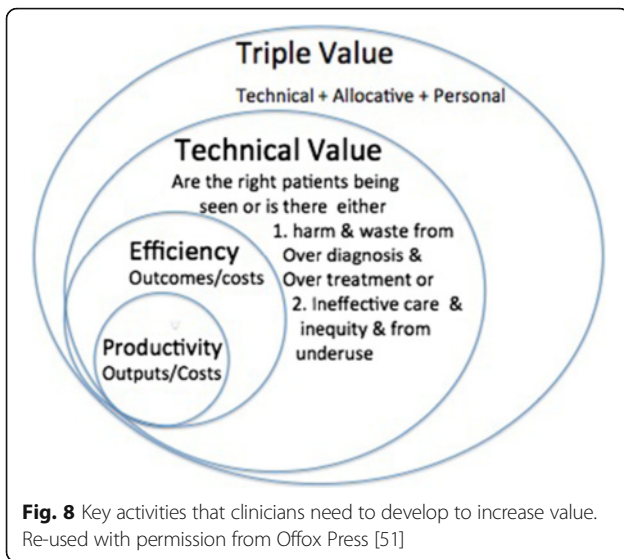 Triple Value
Technical + Allocative + Personal
Technical Value
Are the right patients being
seen or is there either
1. harm & waste from
Over diagnosis &
Over treatment or
2. Ineffective care &
inequity & from
underuse
Efficiency
Outcomes/costs
Productivity
Outputs/Costs
Fig. 8 Key activities that clinicians need to develop to increase value.
Re-used with permission from Offox Press [51]